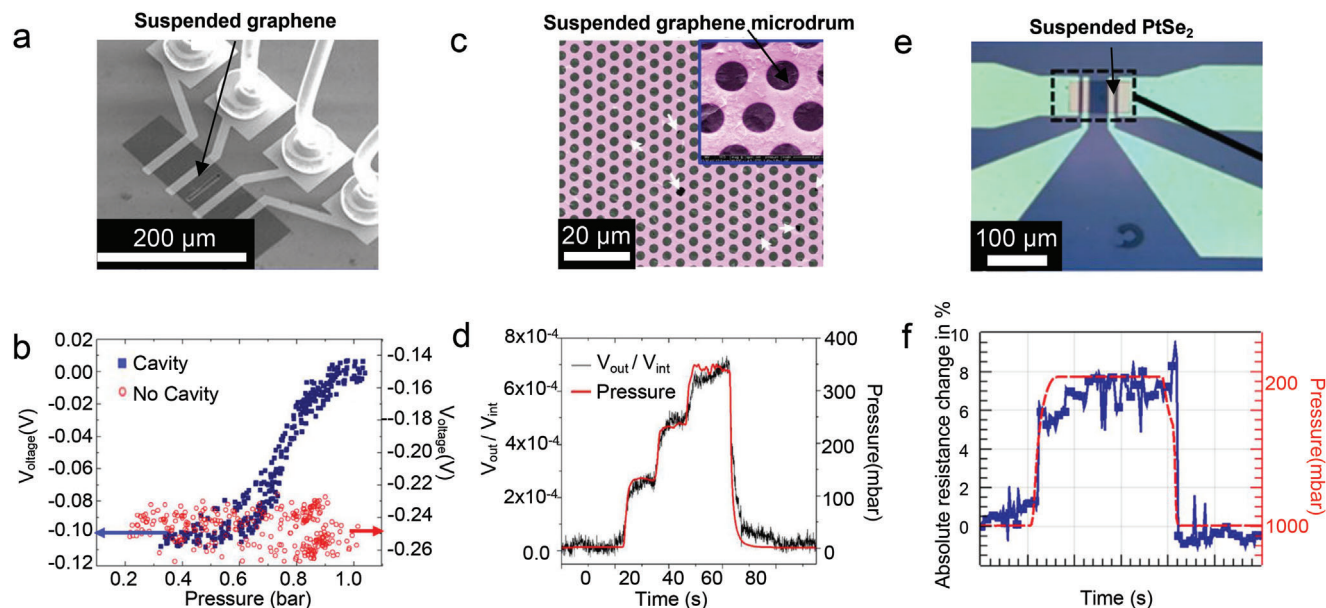 a
Suspended graphene
200 µm
c
Suspended graphene microdrum
20 µm
e
Suspended PtSe₂
100 µm
b
Cavity
No Cavity
0.02
0.00
-0.02
-0.04
-0.06
-0.08
-0.10
-0.12
Voltage(V)
-0.14
-0.16
-0.18
-0.20
-0.22
-0.24
-0.26
Voltage(V)
0.2 0.4 0.6 0.8 1.0
Pressure (bar)
d
Vout / Vint
Pressure
8x10-4
6x10-4
4x10-4
2x10-4
0.0
Vout / Vint
400
300
200
100
0
Pressure(mbar)
0 20 40 60 80
Time (s)
f
10
8
6
4
2
0
Absolute resistance change in %
200
1000
Pressure(mbar)
Time (s)